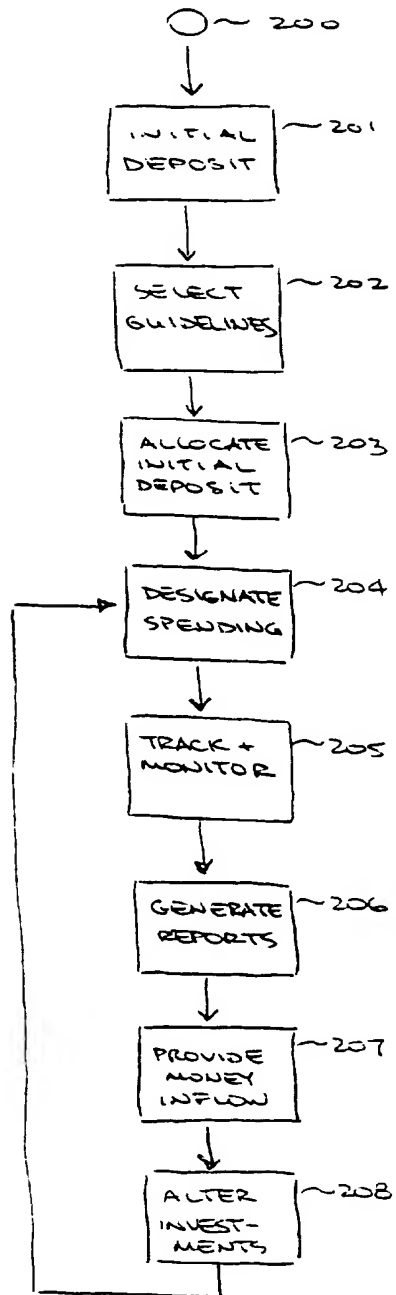 200
INITIAL
DEPOSIT
201
SELECT
GUIDELINES
202
ALLOCATE
INITIAL
DEPOSIT
203
DESIGNATE
SPENDING
204
TRACK +
MONITOR
205
GENERATE
REPORTS
206
PROVIDE
MONEY
INFLOW
207
ALTER
INVEST-
MENTS
208